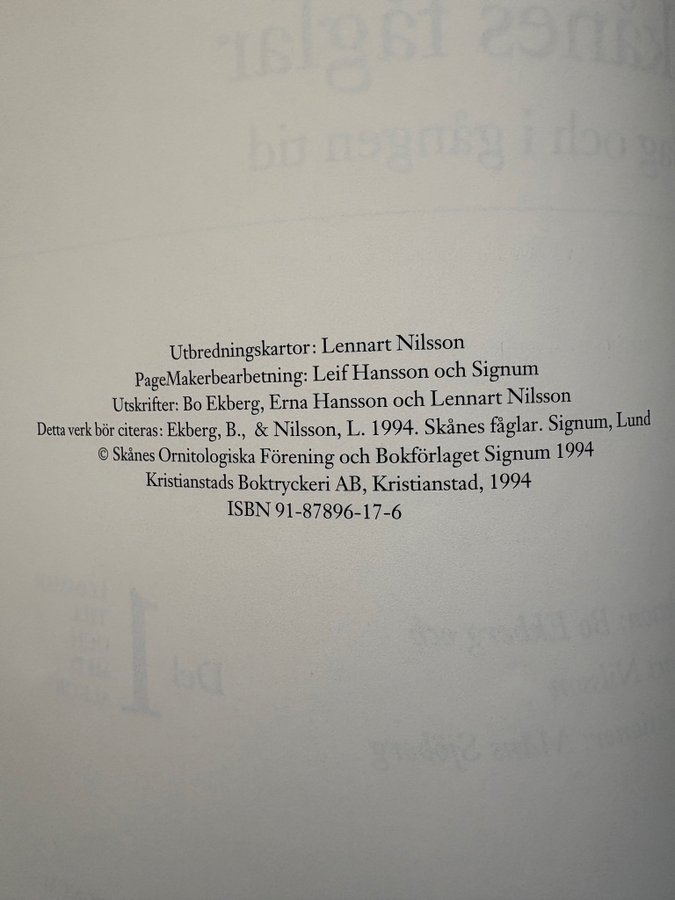 Utbredningskartor: Lennart Nilsson
PageMakerbearbetning: Leif Hansson och Signum
Utskrifter: Bo Ekberg, Erna Hansson och Lennart Nilsson
Detta verk bör citeras: Ekberg, B., & Nilsson, L. 1994. Skånes fåglar. Signum, Lund
© Skånes Ornitologiska Förening och Bokförlaget Signum 1994
Kristianstads Boktryckeri AB, Kristianstad, 1994
ISBN 91-87896-17-6